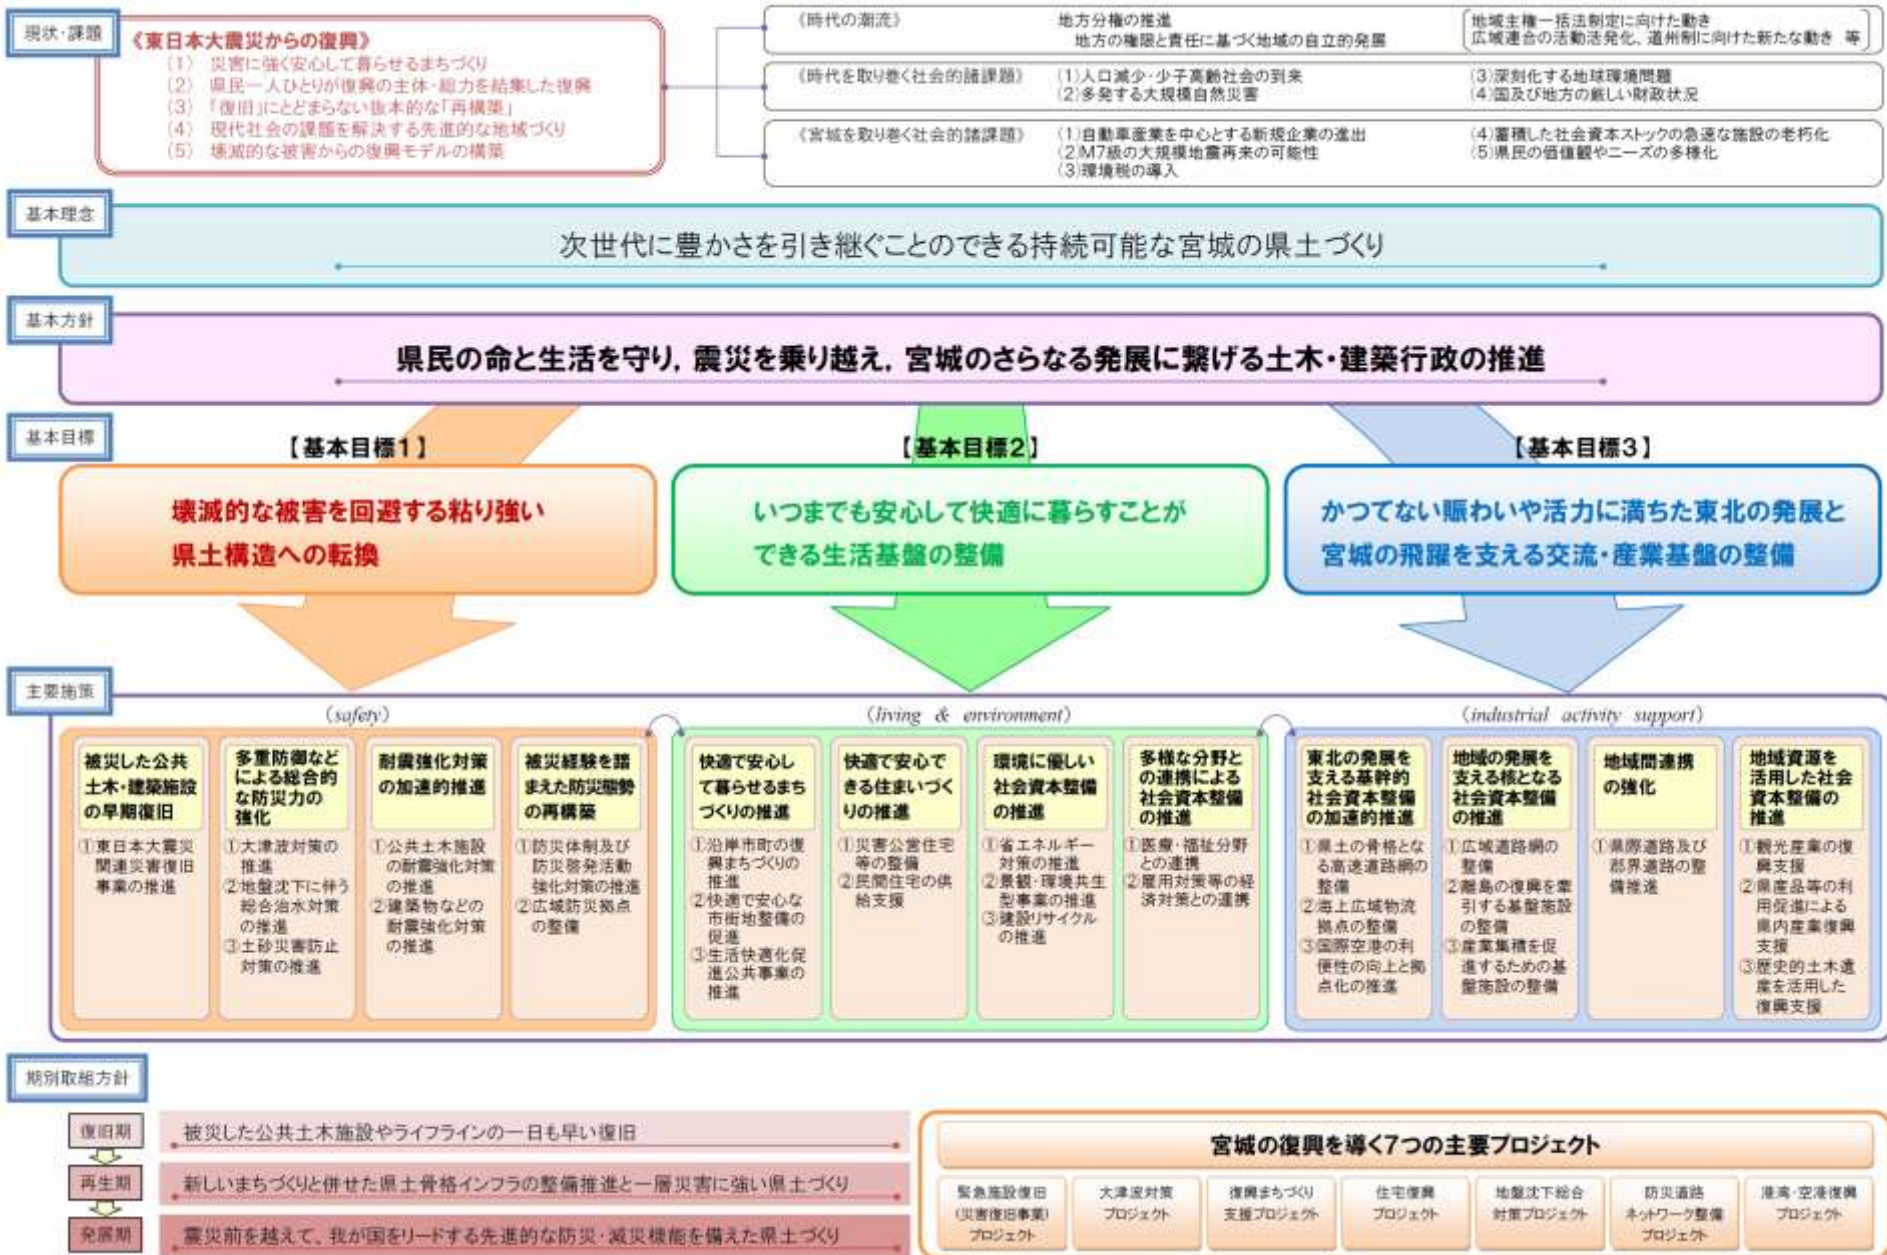 現状・課題
《東日本大震災からの復興》
(1) 災害に強く安心して暮らせるまちづくり
(2) 県民一人ひとりが復興の主体・総力を結集した復興
(3) 「復旧」にとどまらない抜本的な「再構築」
(4) 現代社会の課題を解決する先進的な地域づくり
(5) 壊滅的な被害からの復興モデルの構築
《時代の潮流》
地方分権の推進
地方の権限と責任に基づく地域の自立的発展
地域主権一括法制定に向けた動き
広域連合の活動活発化、道州制に向けた新たな動き 等
《時代を取り巻く社会的諸課題》
(1)人口減少・少子高齢社会の到来
(2)多発する大規模自然災害
(3)深刻化する地球環境問題
(4)国及び地方の厳しい財政状況
《宮城を取り巻く社会的諸課題》
(1)自動車産業を中心とする新規企業の進出
(2)M7級の大規模地震再来の可能性
(3)環境税の導入
(4)蓄積した社会資本ストックの急速な施設の老朽化
(5)県民の価値観やニーズの多様化
基本理念
次世代に豊かさを引き継ぐことのできる持続可能な宮城の県土づくり
基本方針
県民の命と生活を守り，震災を乗り越え，宮城のさらなる発展に繋げる土木・建築行政の推進
基本目標
【基本目標１】
壊滅的な被害を回避する粘り強い
県土構造への転換
【基本目標２】
いつまでも安心して快適に暮らすことが
できる生活基盤の整備
【基本目標３】
かつてない賑わいや活力に満ちた東北の発展と
宮城の飛躍を支える交流・産業基盤の整備
主要施策
(safety)
被災した公共
土木・建築施設
の早期復旧
①東日本大震災
関連災害復旧
事業の推進
多重防御など
による総合的
な防災力の
強化
①大津波対策の
推進
②地盤沈下に伴う
総合治水対策
の推進
③土砂災害防止
対策の推進
耐震強化対策
の加速的推進
①公共土木施設
の耐震強化対策
の推進
②建築物などの
耐震強化対策
の推進
被災経験を踏
まえた防災態勢
の再構築
①防災体制及び
防災啓発活動
強化対策の推進
②広域防災拠点
の整備
(living & environment)
快適で安心し
て暮らせるまち
づくりの推進
①沿岸市町の復
興まちづくりの
推進
②快適で安心な
市街地整備の
促進
③生活快適化促
進公共事業の
推進
快適で安心で
きる住まいづく
りの推進
①災害公営住宅
等の整備
②民間住宅の供
給支援
環境に優しい
社会資本整備
の推進
①省エネルギー
対策の推進
②景観・環境共生
型事業の推進
③建設リサイクル
の推進
多様な分野と
の連携による
社会資本整備
の推進
①医療・福祉分野
との連携
②雇用対策等の経
済対策との連携
(industrial activity support)
東北の発展を
支える基幹的
社会資本整備
の加速的推進
①県土の骨格とな
る高速道路網の
整備
②海上広域物流
拠点の整備
③国際空港の利
便性の向上と拠
点化の推進
地域の発展を
支える核となる
社会資本整備
の推進
①広域道路網の
整備
②離島の復興を牽
引する基盤施設
の整備
③産業集積を促
進するための基
盤施設の整備
地域間連携
の強化
①県際道路及び
郡界道路の整
備推進
地域資源を
活用した社会
資本整備の
推進
①観光産業の復
興支援
②県産品等の利
用促進による
県内産業復興
支援
③歴史的土木遺
産を活用した
復興支援
期別取組方針
復旧期
被災した公共土木施設やライフラインの一日も早い復旧
再生期
新しいまちづくりと併せた県土骨格インフラの整備推進と一層災害に強い県土づくり
発展期
震災前を越えて、我が国をリードする先進的な防災・減災機能を備えた県土づくり
宮城の復興を導く７つの主要プロジェクト
緊急施設復旧
(災害復旧事業)
プロジェクト
大津波対策
プロジェクト
復興まちづくり
支援プロジェクト
住宅復興
プロジェクト
地盤沈下総合
対策プロジェクト
防災道路
ネットワーク整備
プロジェクト
港湾・空港復興
プロジェクト